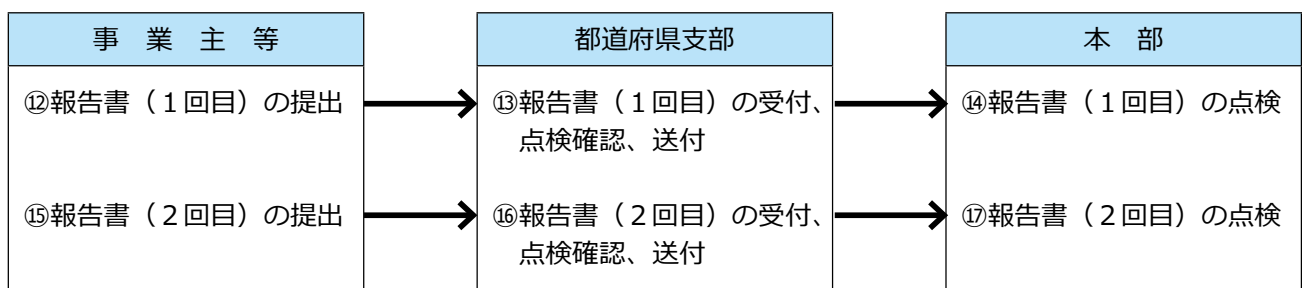 事　業　主　等
都道府県支部
本　部
⑫報告書（１回目）の提出
⑬報告書（１回目）の受付、
点検確認、送付
⑭報告書（１回目）の点検
⑮報告書（２回目）の提出
⑯報告書（２回目）の受付、
点検確認、送付
⑰報告書（２回目）の点検